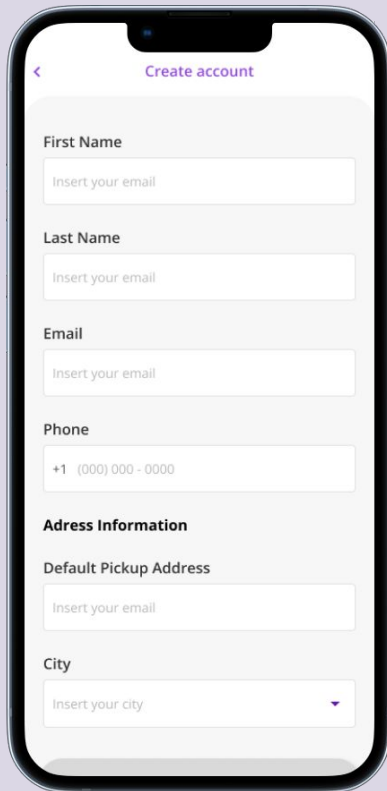 Create account
First Name
Insert your email
Last Name
Insert your email
Email
Insert your email
Phone
+1 (000) 000 - 0000
Adress Information
Default Pickup Address
Insert your email
City
Insert your city